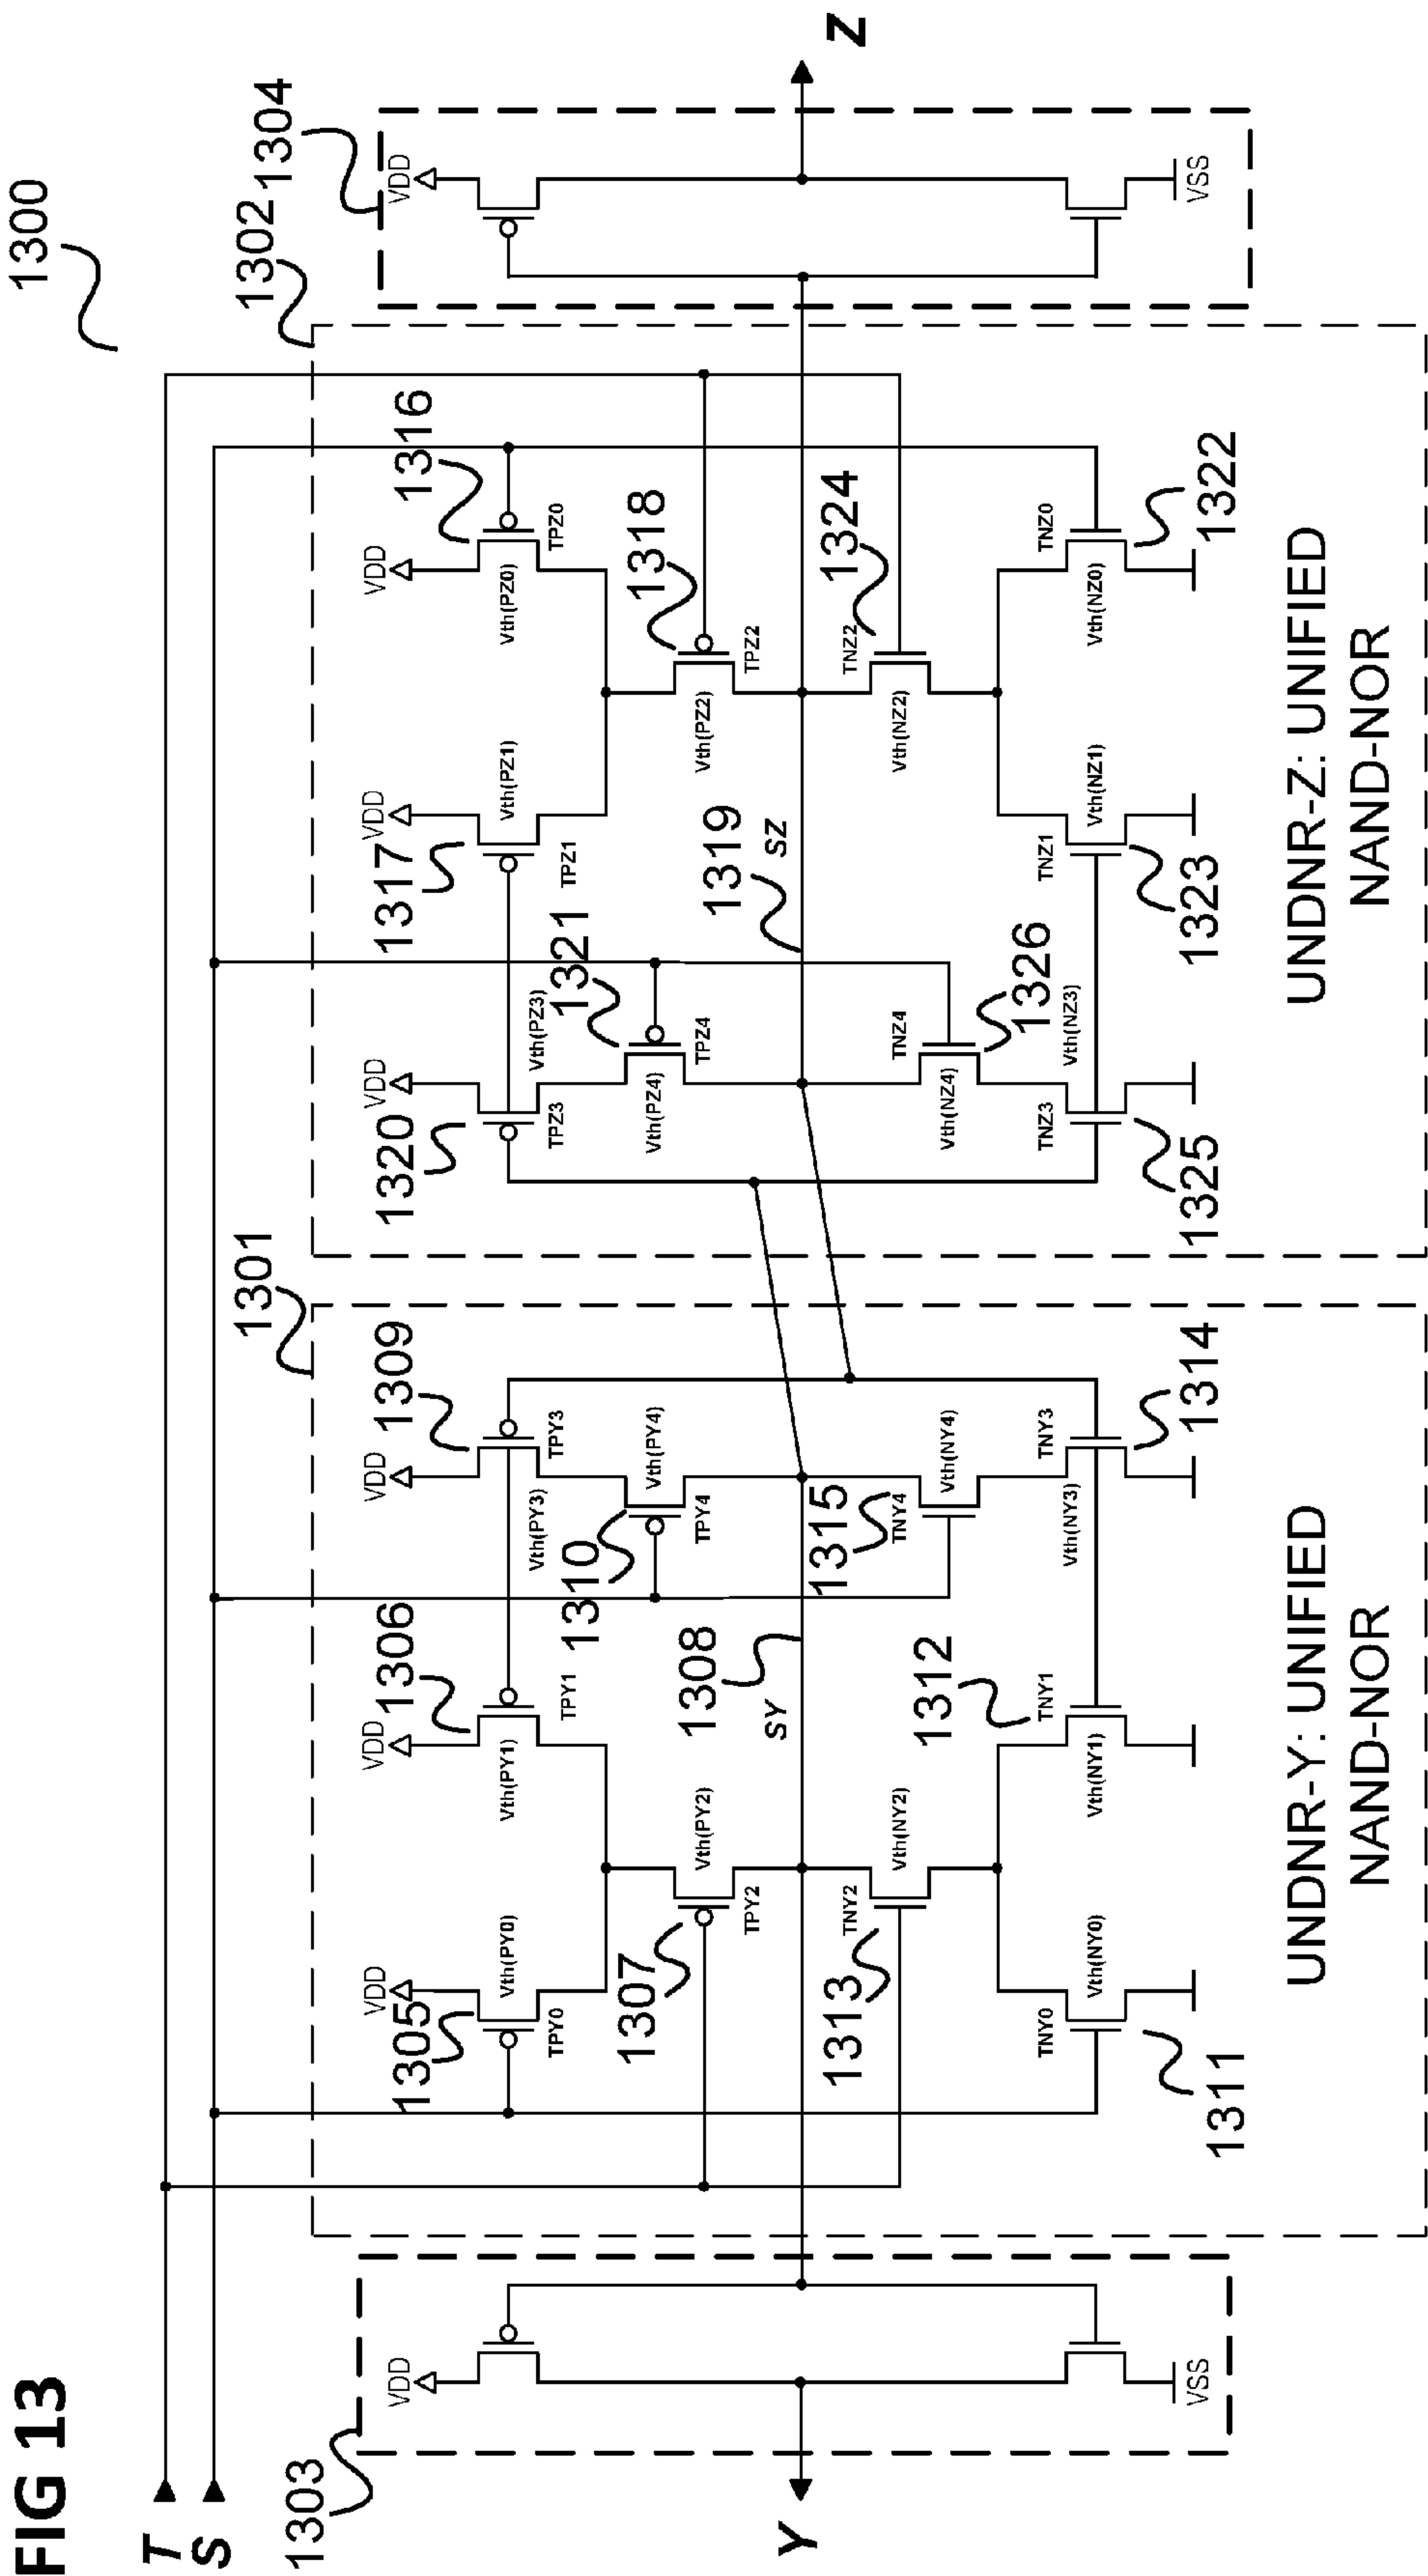 FIG 13
1300
T
S
1303
VDD
VSS
Y
1301
VDD
1305
Vth(PY0)
TPY0
VDD
1306
Vth(PY1)
TPY1
VDD
1309
Vth(PY3)
TPY3
1307
Vth(PY2)
TPY2
1310
Vth(PY4)
TPY4
1308
SY
1313
TNY2
Vth(NY2)
1315
TNY4
Vth(NY4)
1311
TNY0
Vth(NY0)
1312
TNY1
Vth(NY1)
1314
TNY3
Vth(NY3)
UNDNR-Y: UNIFIED
NAND-NOR
1302
VDD
1320
Vth(PZ3)
TPZ3
VDD
1317
Vth(PZ1)
TPZ1
VDD
1316
Vth(PZ0)
TPZ0
1321
Vth(PZ4)
TPZ4
1318
Vth(PZ2)
TPZ2
1319
SZ
1326
TNZ4
Vth(NZ4)
1324
TNZ2
Vth(NZ2)
1325
TNZ3
Vth(NZ3)
1323
TNZ1
Vth(NZ1)
1322
TNZ0
Vth(NZ0)
UNDNR-Z: UNIFIED
NAND-NOR
1304
VDD
VSS
Z